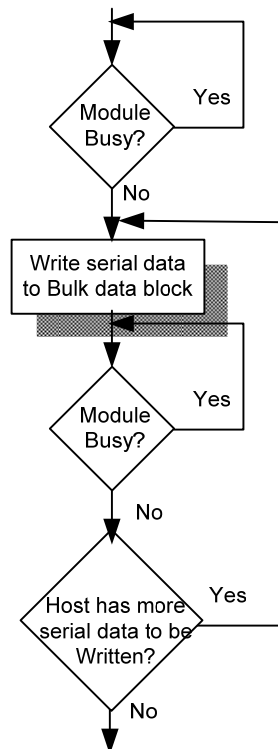 Module
Busy?
Yes
No
Write serial data
to Bulk data block
Module
Busy?
Yes
No
Host has more
serial data to be
Written?
Yes
No